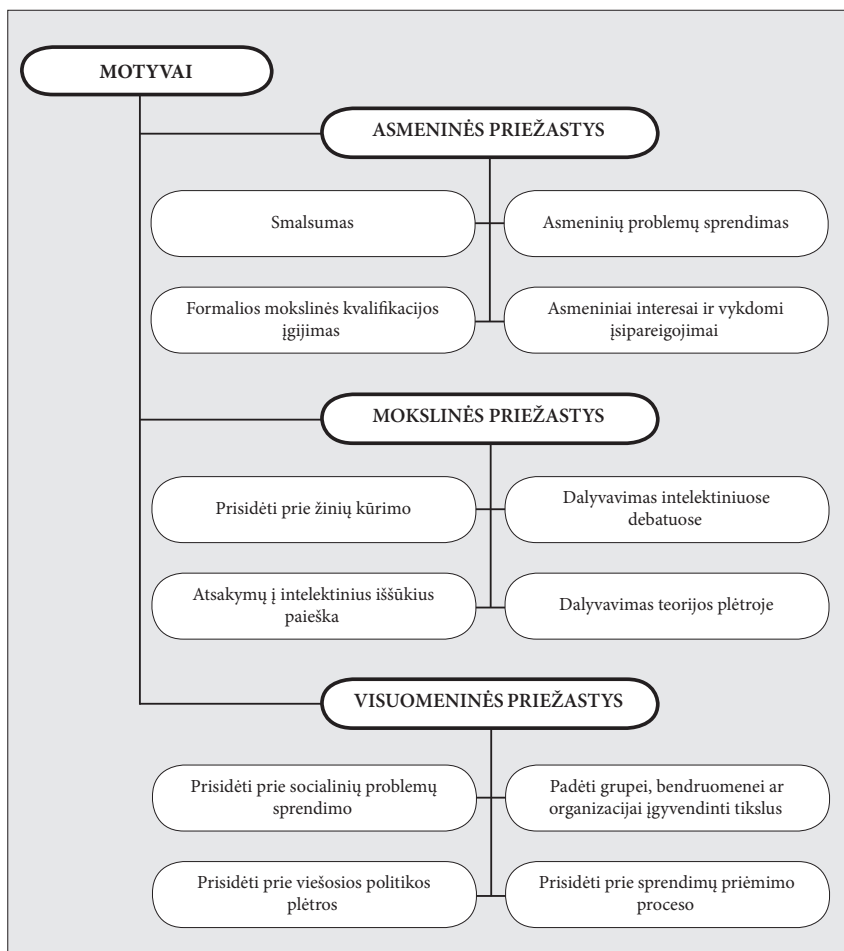 MOTYVAI
ASMENINĖS PRIEŽASTYS
Smalsumas
Asmeninių problemų sprendimas
Formalios mokslinės kvalifikacijos
įgijimas
Asmeniniai interesai ir vykdomi
įsipareigojimai
MOKSLINĖS PRIEŽASTYS
Prisidėti prie žinių kūrimo
Dalyvavimas intelektiniuose
debatuose
Atsakymų į intelektinius iššūkius
paieška
Dalyvavimas teorijos plėtroje
VISUOMENINĖS PRIEŽASTYS
Prisidėti prie socialinių problemų
sprendimo
Padėti grupei, bendruomenei ar
organizacijai įgyvendinti tikslus
Prisidėti prie viešosios politikos
plėtros
Prisidėti prie sprendimų priėmimo
proceso